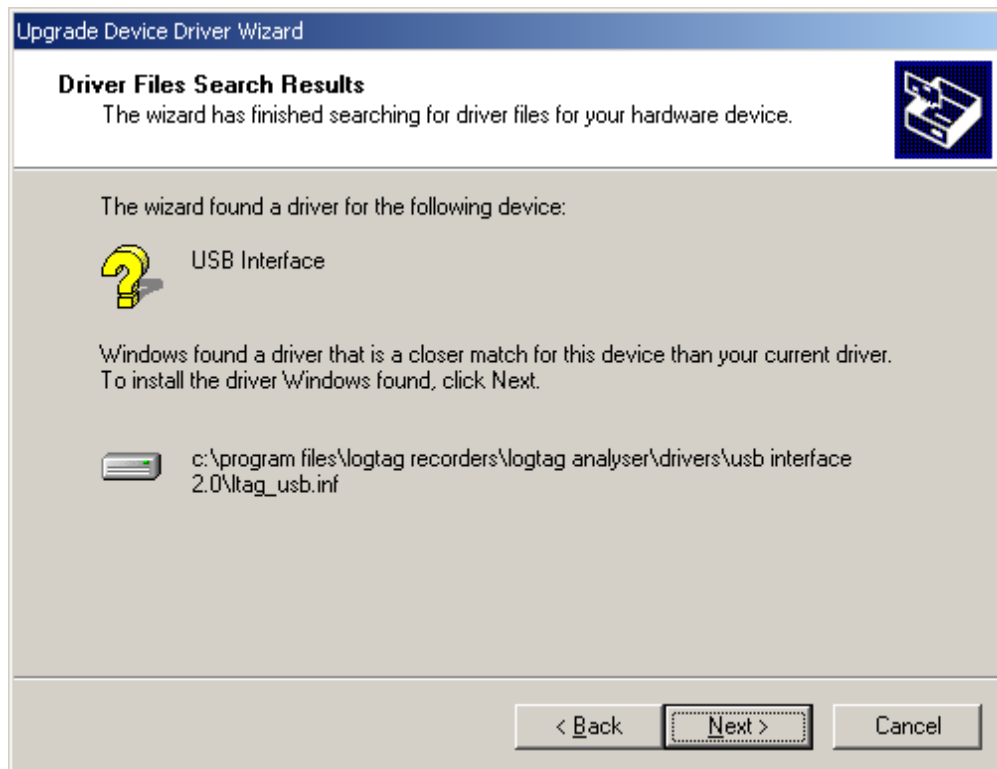 Upgrade Device Driver Wizard
Driver Files Search Results
The wizard has finished searching for driver files for your hardware device.
The wizard found a driver for the following device:
USB Interface
Windows found a driver that is a closer match for this device than your current driver.
To install the driver Windows found, click Next.
c:\program files\logtag recorders\logtag analyser\drivers\usb interface
2.0\ltag_usb.inf
< Back Next > Cancel